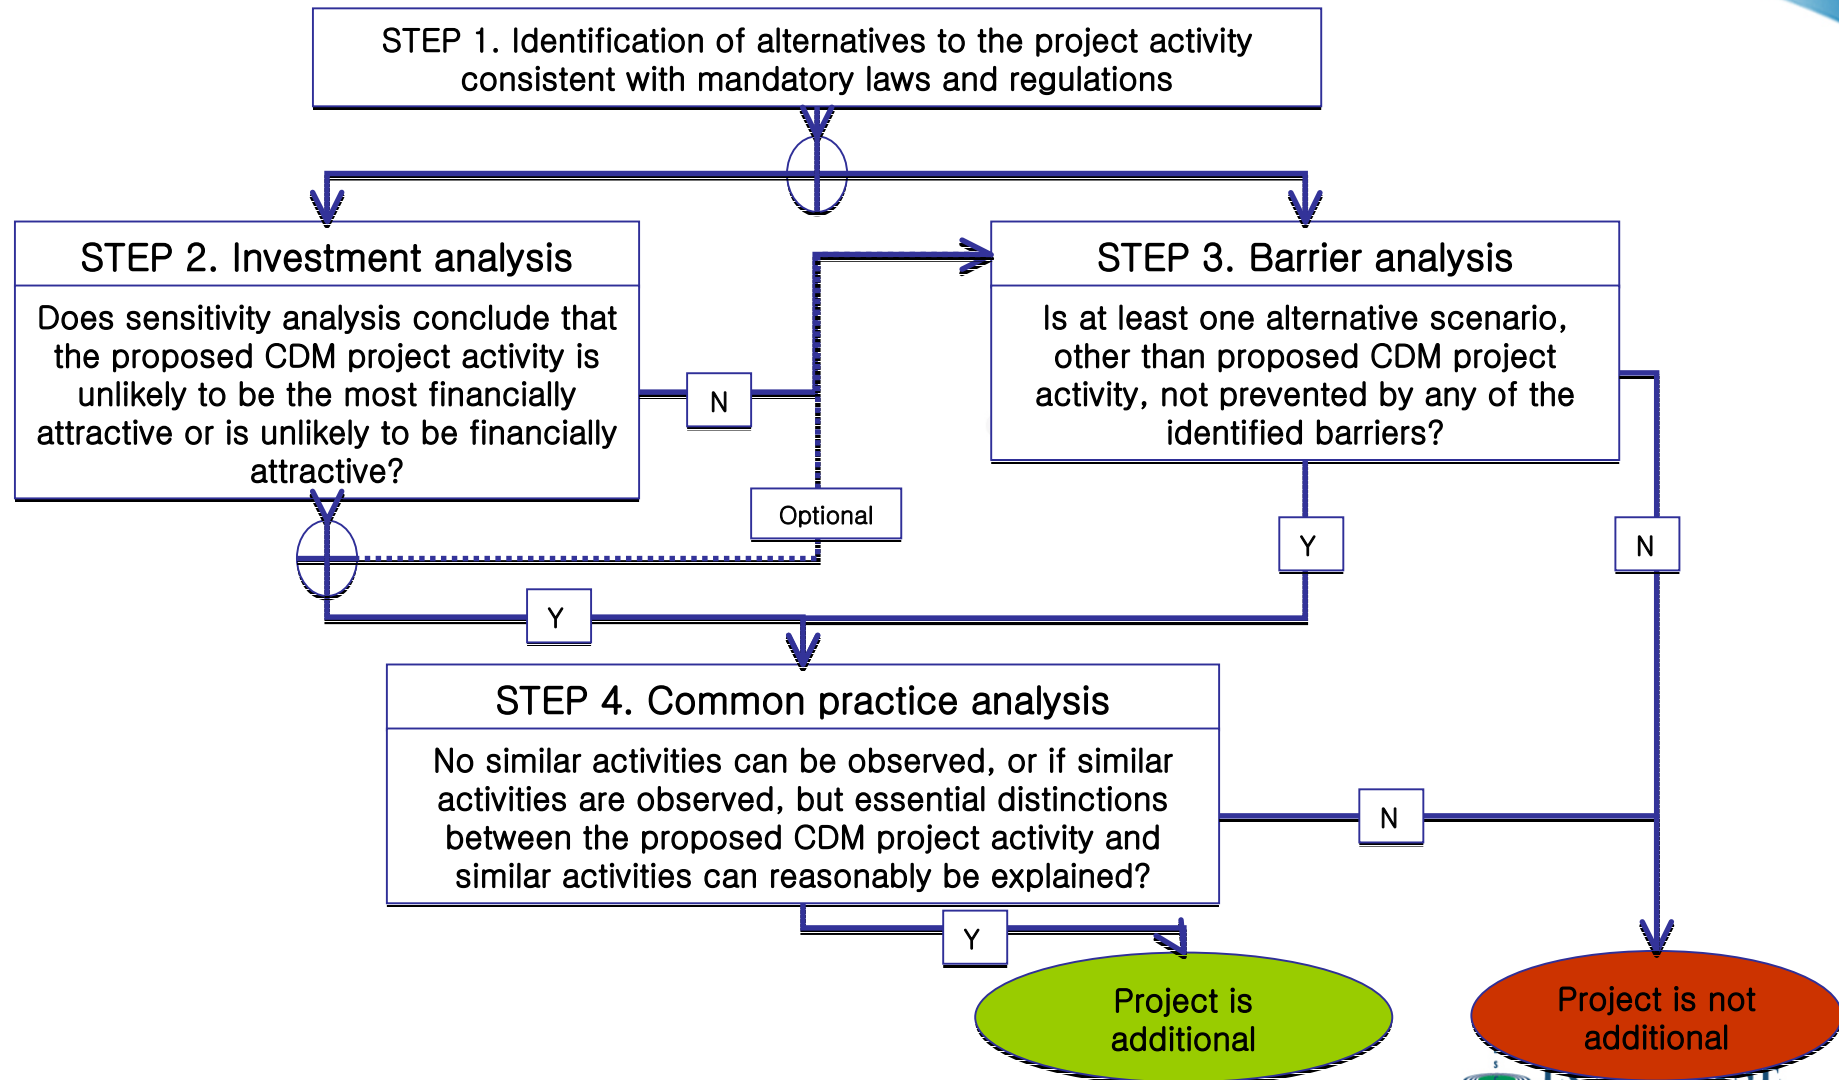 STEP 1. Identification of alternatives to the project activity
consistent with mandatory laws and regulations
STEP 2. Investment analysis
Does sensitivity analysis conclude that
the proposed CDM project activity is
unlikely to be the most financially
attractive or is unlikely to be financially
attractive?
N
Optional
STEP 3. Barrier analysis
Is at least one alternative scenario,
other than proposed CDM project
activity, not prevented by any of the
identified barriers?
Y
N
Y
STEP 4. Common practice analysis
No similar activities can be observed, or if similar
activities are observed, but essential distinctions
between the proposed CDM project activity and
similar activities can reasonably be explained?
N
Y
Project is
additional
Project is not
additional